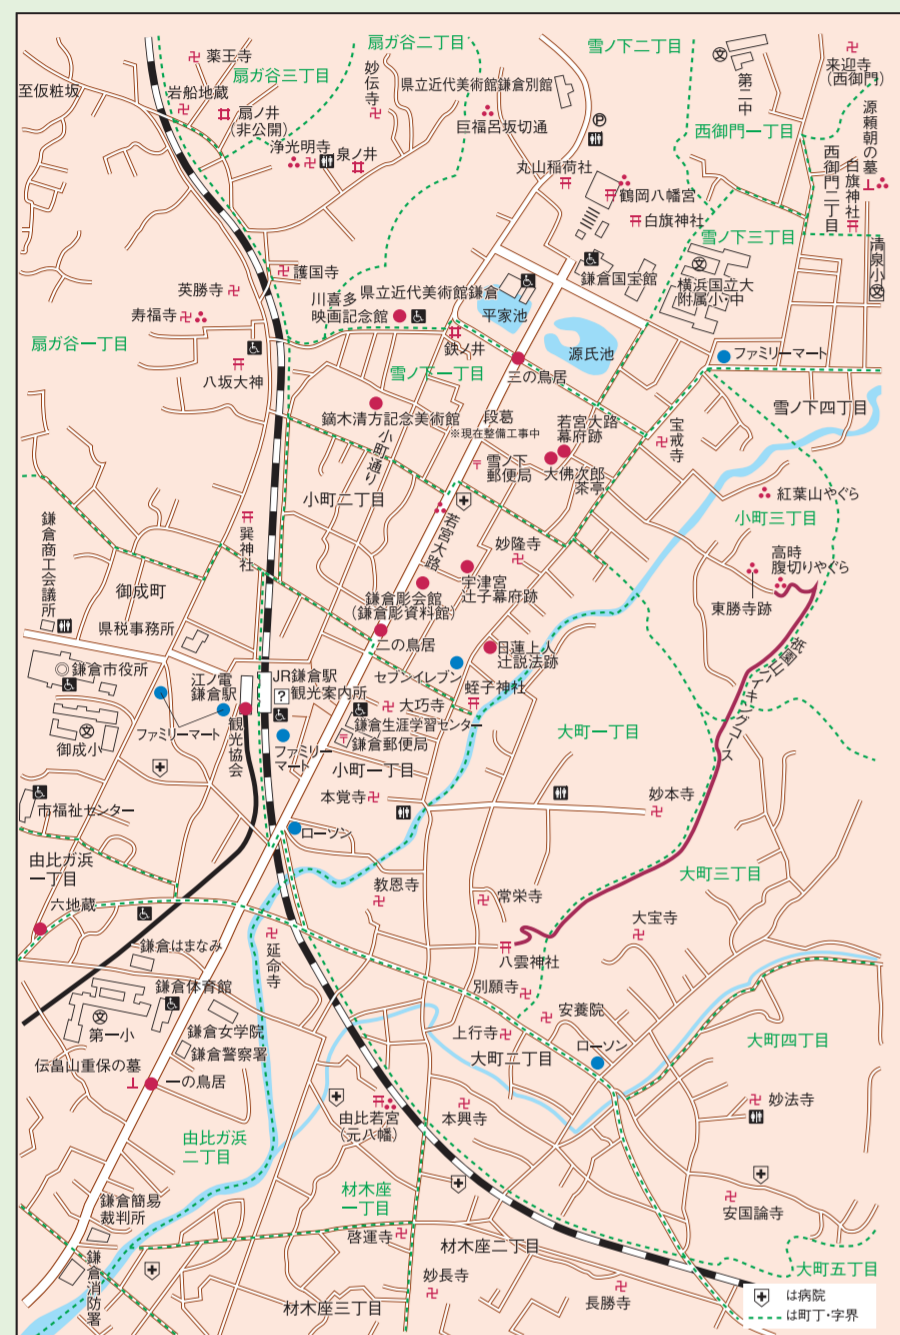 薬王寺
扇ガ谷二丁目
雪ノ下二丁目
扇ガ谷三丁目
妙伝寺
県立近代美術館鎌倉別館
第二中
来迎寺
(西御門)
至仮粧坂
岩船地蔵
扇ノ井
(非公開)
巨福呂坂切通
西御門一丁目
源頼朝の墓
浄光明寺
泉ノ井
丸山稲荷社
西御門二丁目
白旗神社
鶴岡八幡宮
白旗神社
雪ノ下三丁目
清泉小
護国寺
鎌倉国宝館
横浜国立大
附属小・中
英勝寺
川喜多
映画記念館
県立近代美術館鎌倉
平家池
寿福寺
扇ガ谷一丁目
鉄ノ井
源氏池
ファミリーマート
八坂大神
雪ノ下一丁目
三の鳥居
鏑木清方記念美術館
段葛
※現在整備工事中
若宮大路
幕府跡
宝戒寺
雪ノ下四丁目
小町通り
雪ノ下
郵便局
大佛次郎
茶亭
小町二丁目
紅葉山やぐら
小町三丁目
鎌倉商工会議所
巽神社
若宮大路
妙隆寺
高時
腹切りやぐら
御成町
宇津宮
辻子幕府跡
鎌倉彫会館
(鎌倉彫資料館)
東勝寺跡
県税事務所
二の鳥居
日蓮上人
辻説法跡
祇園山ハイキングコース
鎌倉市役所
江ノ電
鎌倉駅
JR鎌倉駅
観光案内所
セブンイレブン
蛭子神社
大巧寺
鎌倉生涯学習センター
鎌倉郵便局
御成小
ファミリーマート
観光協会
ファミリー
マート
大町一丁目
小町一丁目
市福祉センター
本覚寺
妙本寺
ローソン
由比ガ浜
一丁目
教恩寺
常栄寺
大町三丁目
六地蔵
大宝寺
鎌倉はまなみ
延命寺
八雲神社
鎌倉体育館
別願寺
安養院
第一小
鎌倉女学院
上行寺
大町二丁目
ローソン
大町四丁目
鎌倉警察署
伝畠山重保の墓
一の鳥居
由比若宮
(元八幡)
本興寺
妙法寺
由比ガ浜
二丁目
材木座
一丁目
安国論寺
鎌倉簡易
裁判所
啓運寺
材木座二丁目
鎌倉消防署
妙長寺
大町五丁目
材木座三丁目
長勝寺
は病院
は町丁・字界